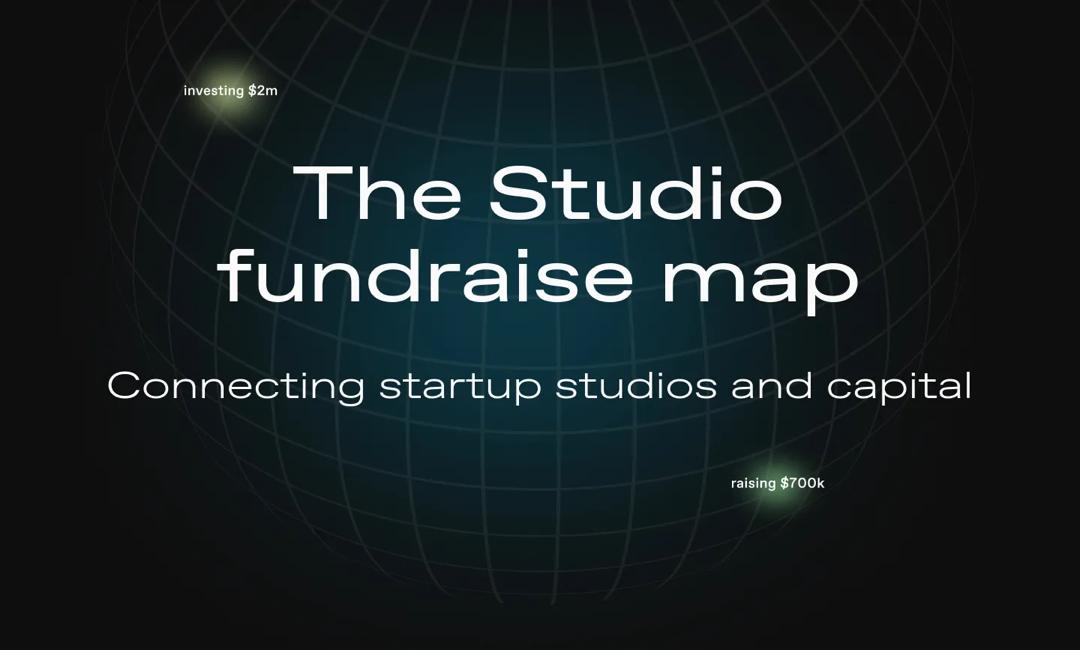 investing $2m
The Studio
fundraise map
Connecting startup studios and capital
raising $700k